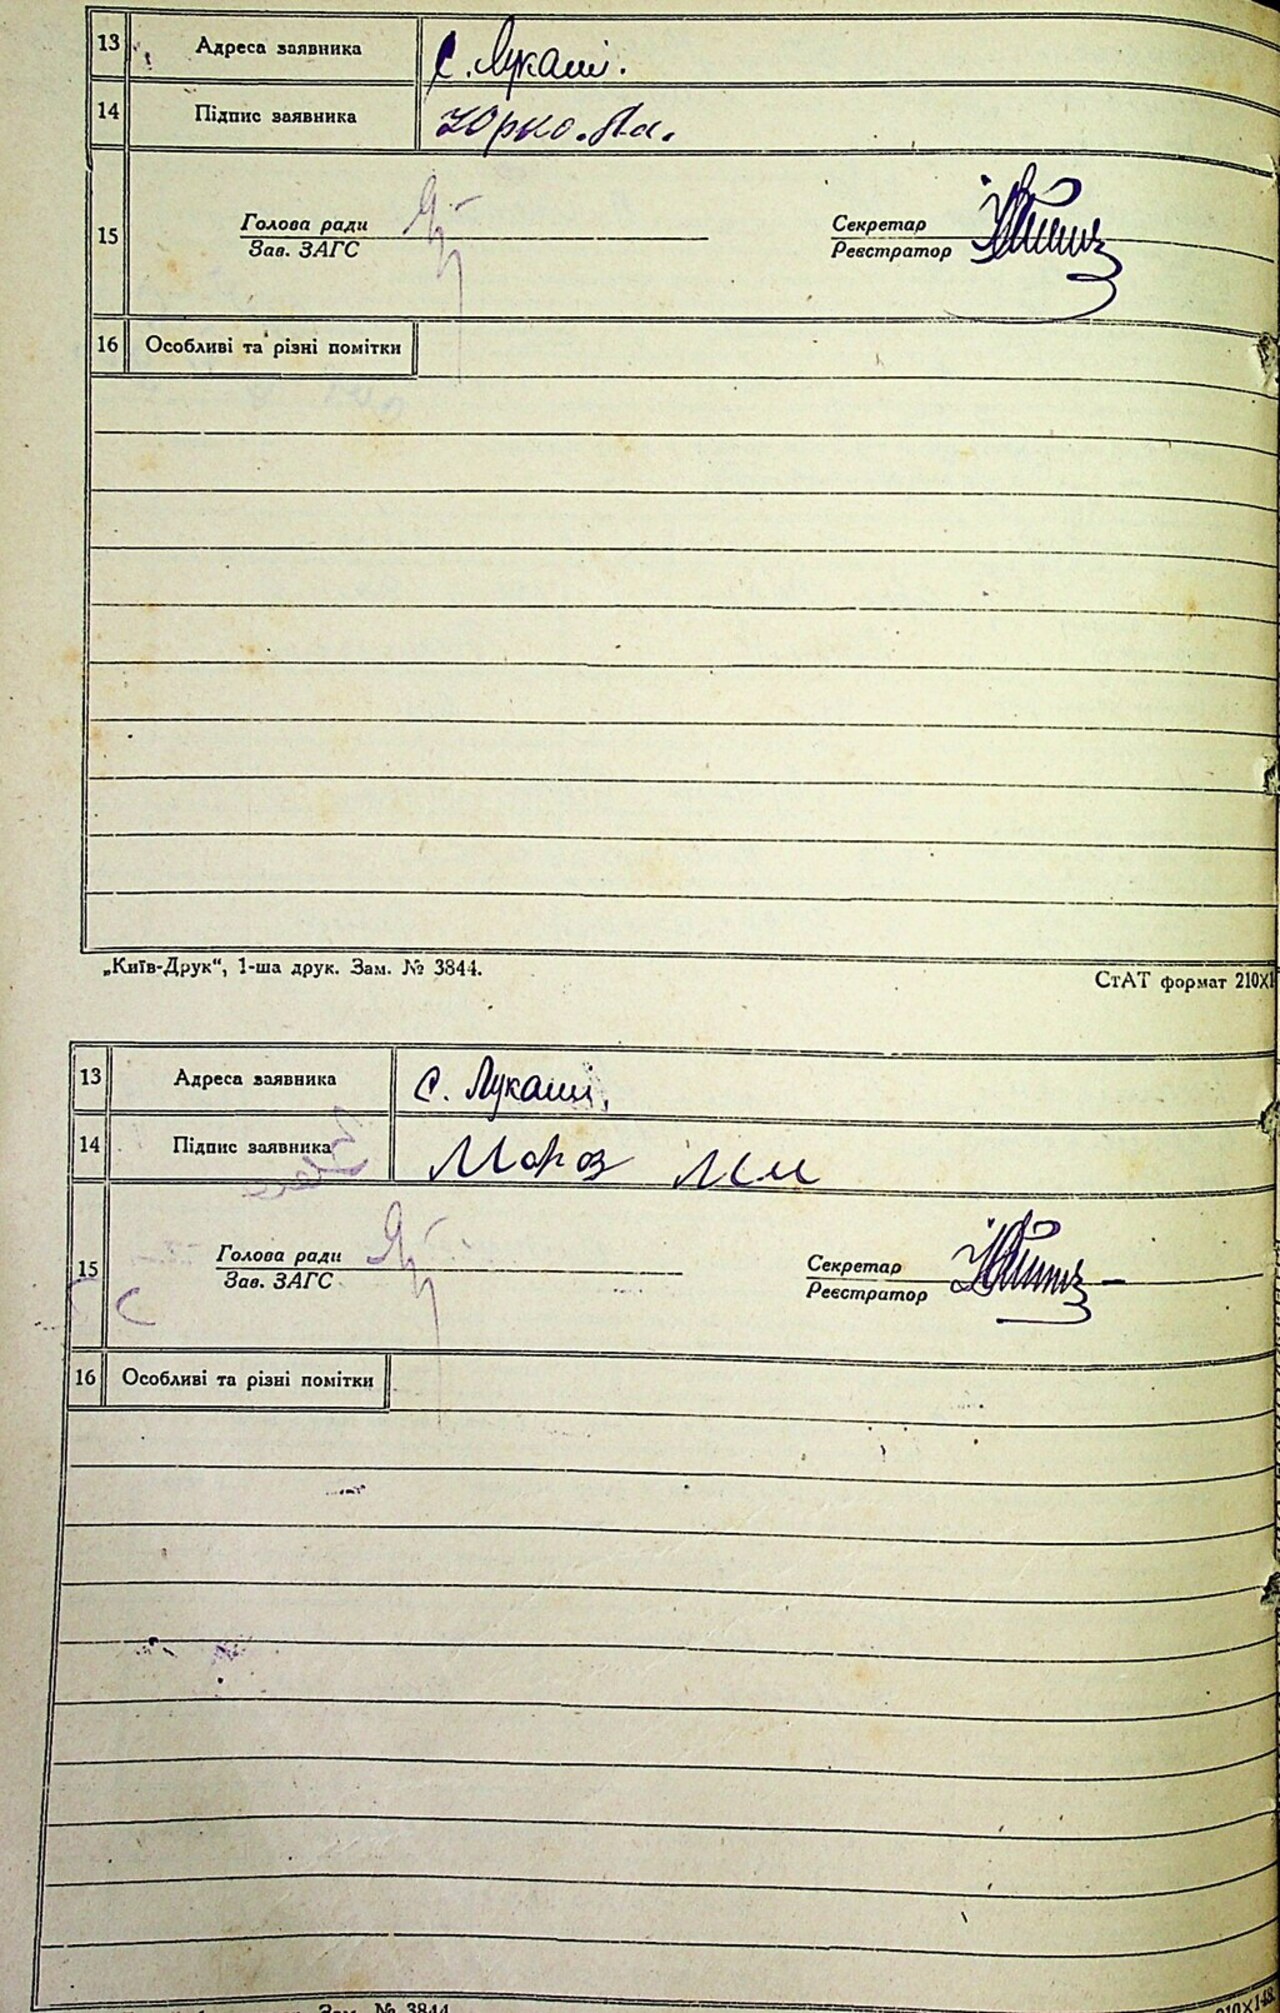 13 Адреса заявника с. Лукаші.
14 Підпис заявника Юрко. Па.
15 Голова ради Секретар
Зав. ЗАГС Реєстратор
16 Особливі та різні помітки
„Київ-Друк“, 1-ша друк. Зам. № 3844. СтАТ формат 210X1
13 Адреса заявника с. Лукаші.
14 Підпис заявника Мороз
15 Голова ради Секретар
Зав. ЗАГС Реєстратор
16 Особливі та різні помітки
Зам. № 3844 210X148